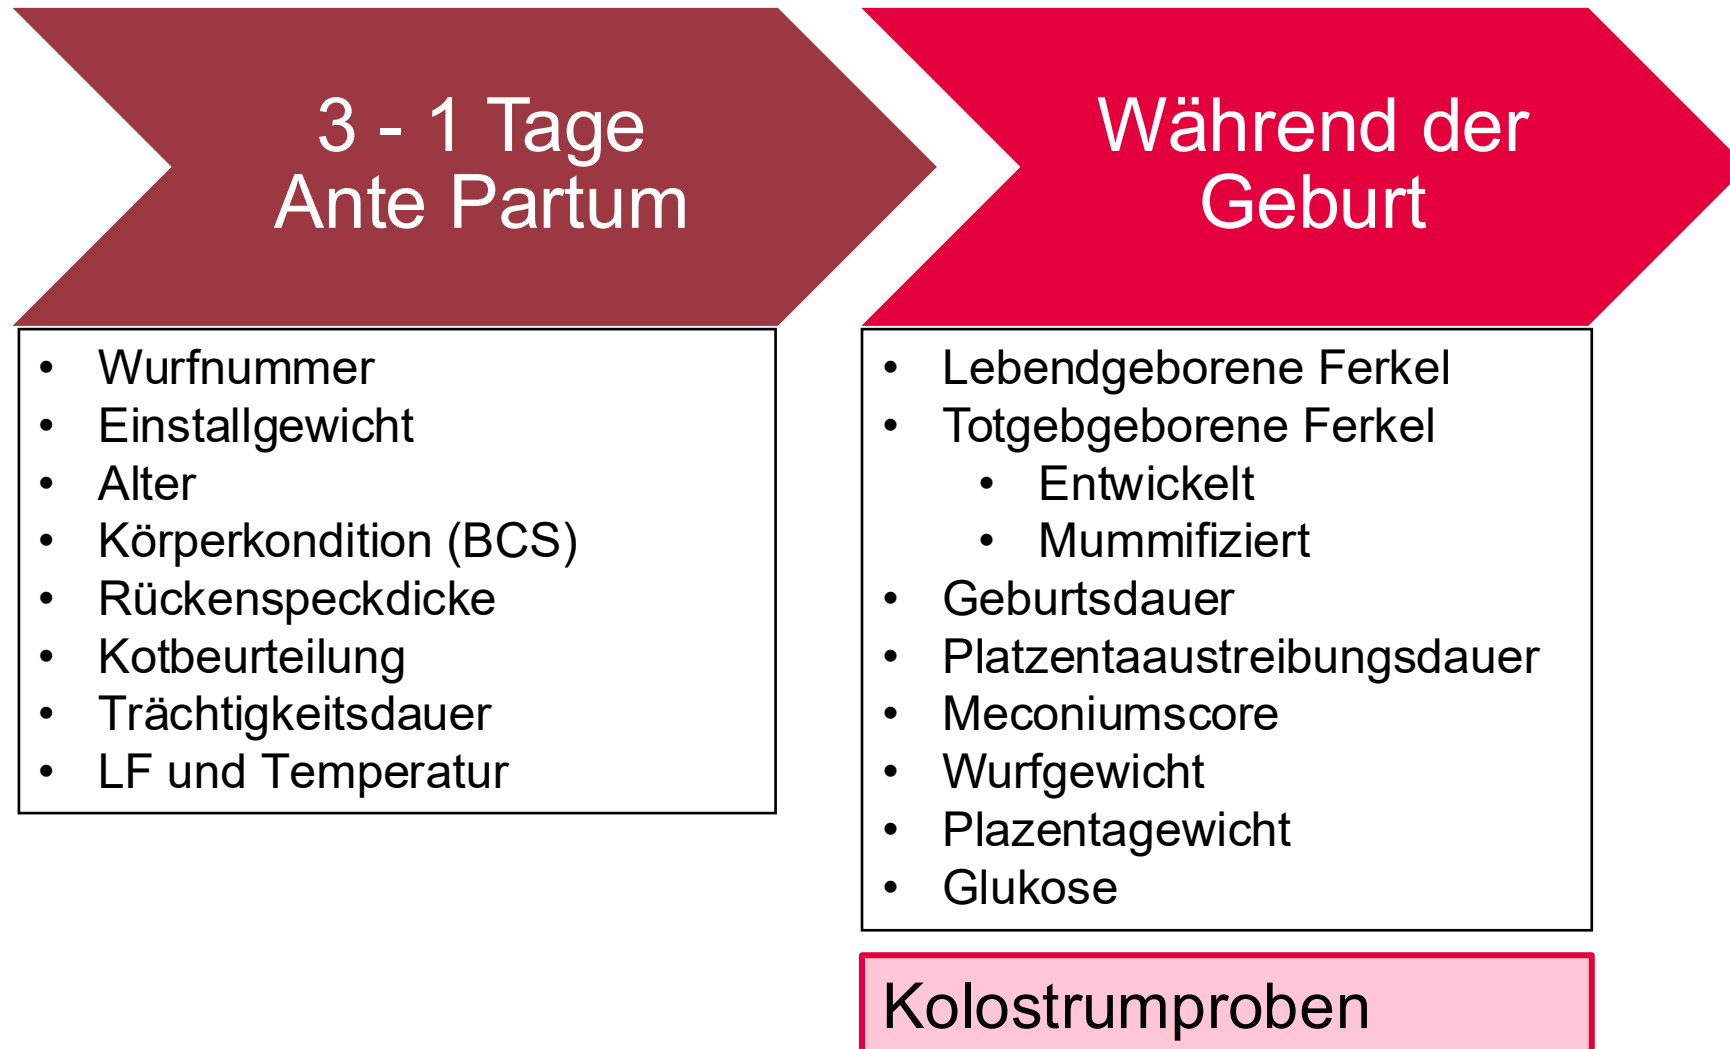 3 - 1 Tage
Ante Partum
• Wurfnummer
• Einstallgewicht
• Alter
• Körperkondition (BCS)
• Rückenspeckdicke
• Kotbeurteilung
• Trächtigkeitsdauer
• LF und Temperatur
Während der
Geburt
• Lebendgeborene Ferkel
• Totgebgeborene Ferkel
• Entwickelt
• Mummifiziert
• Geburtsdauer
• Platzentaaustreibungsdauer
• Meconiumscore
• Wurfgewicht
• Plazentagewicht
• Glukose
Kolostrumproben